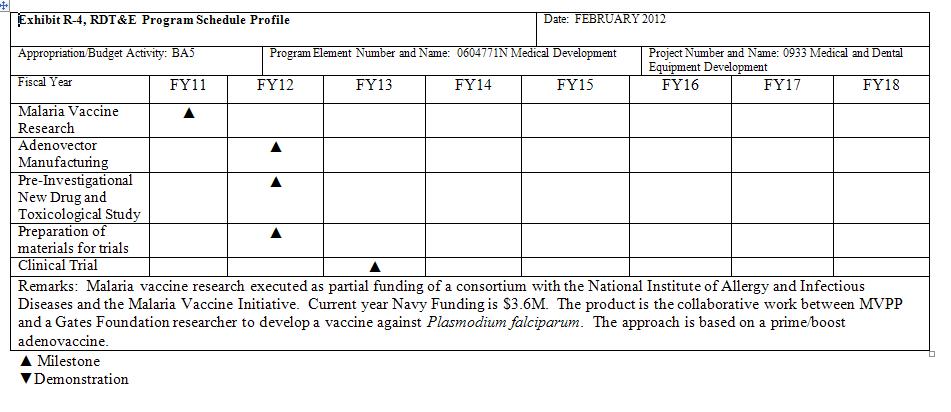 Exhibit R-4, RDT&E Program Schedule Profile
Date: FEBRUARY 2012
Appropriation/Budget Activity: BA5
Program Element Number and Name: 0604771N Medical Development
Project Number and Name: 0933 Medical and Dental
Equipment Development
Fiscal Year FY11 FY12 FY13 FY14 FY15 FY16 FY17 FY18
Malaria Vaccine ▲
Research
Adenovector ▲
Manufacturing
Pre-Investigational ▲
New Drug and
Toxicological Study
Preparation of ▲
materials for trials
Clinical Trial ▲
Remarks: Malaria vaccine research executed as partial funding of a consortium with the National Institute of Allergy and Infectious
Diseases and the Malaria Vaccine Initiative. Current year Navy Funding is $3.6M. The product is the collaborative work between MVPP
and a Gates Foundation researcher to develop a vaccine against Plasmodium falciparum. The approach is based on a prime/boost
adenovaccine.
▲ Milestone
▼Demonstration